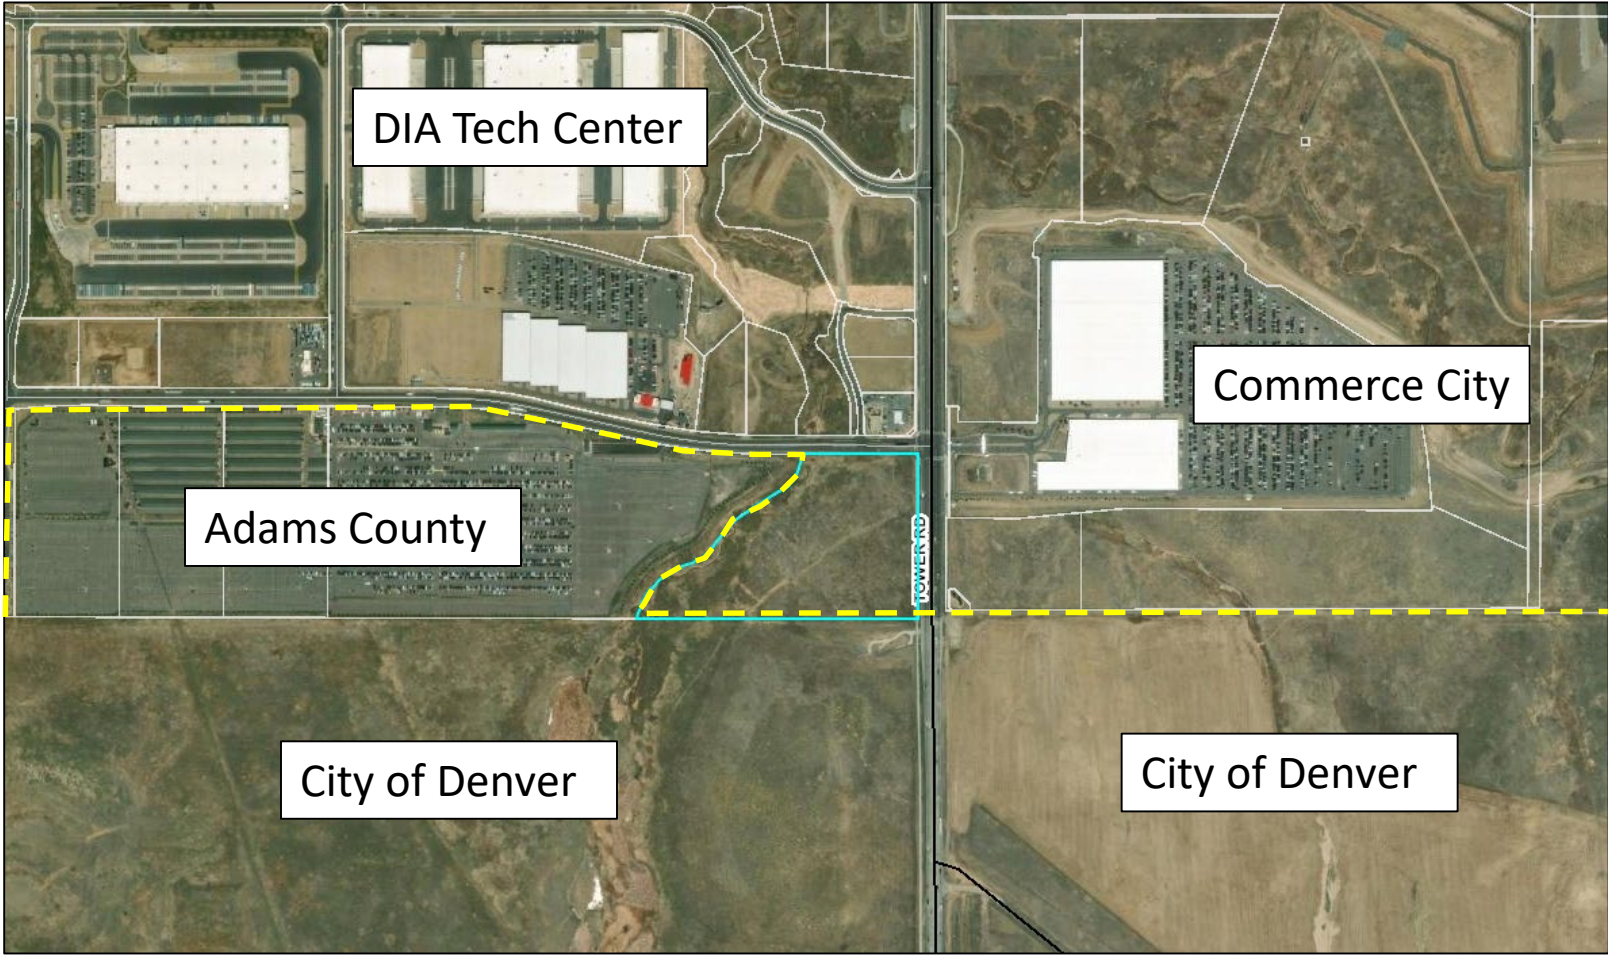 DIA Tech Center
Commerce City
Adams County
TOWER RD
City of Denver
City of Denver